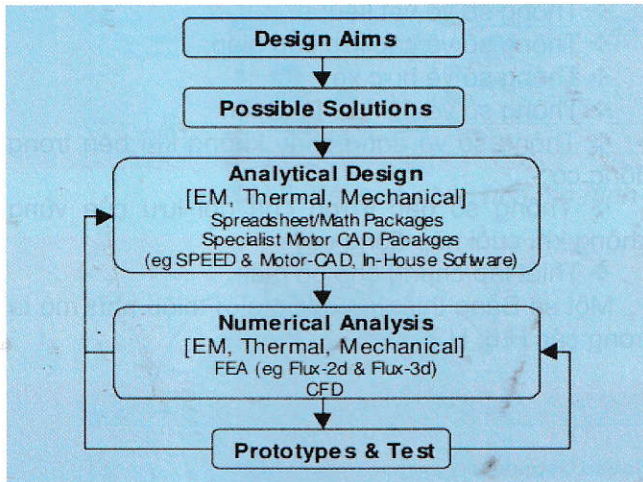 Design Aims
Possible Solutions
Analytical Design
[EM, Thermal, Mechanical]
Spreadsheet/Math Packages
Specialist Motor CAD Pacakges
(eg SPEED & Motor-CAD, In-House Software)
Numerical Analysis
[EM, Thermal, Mechanical]
FEA (eg Flux-2d & Flux-3d)
CFD
Prototypes & Test